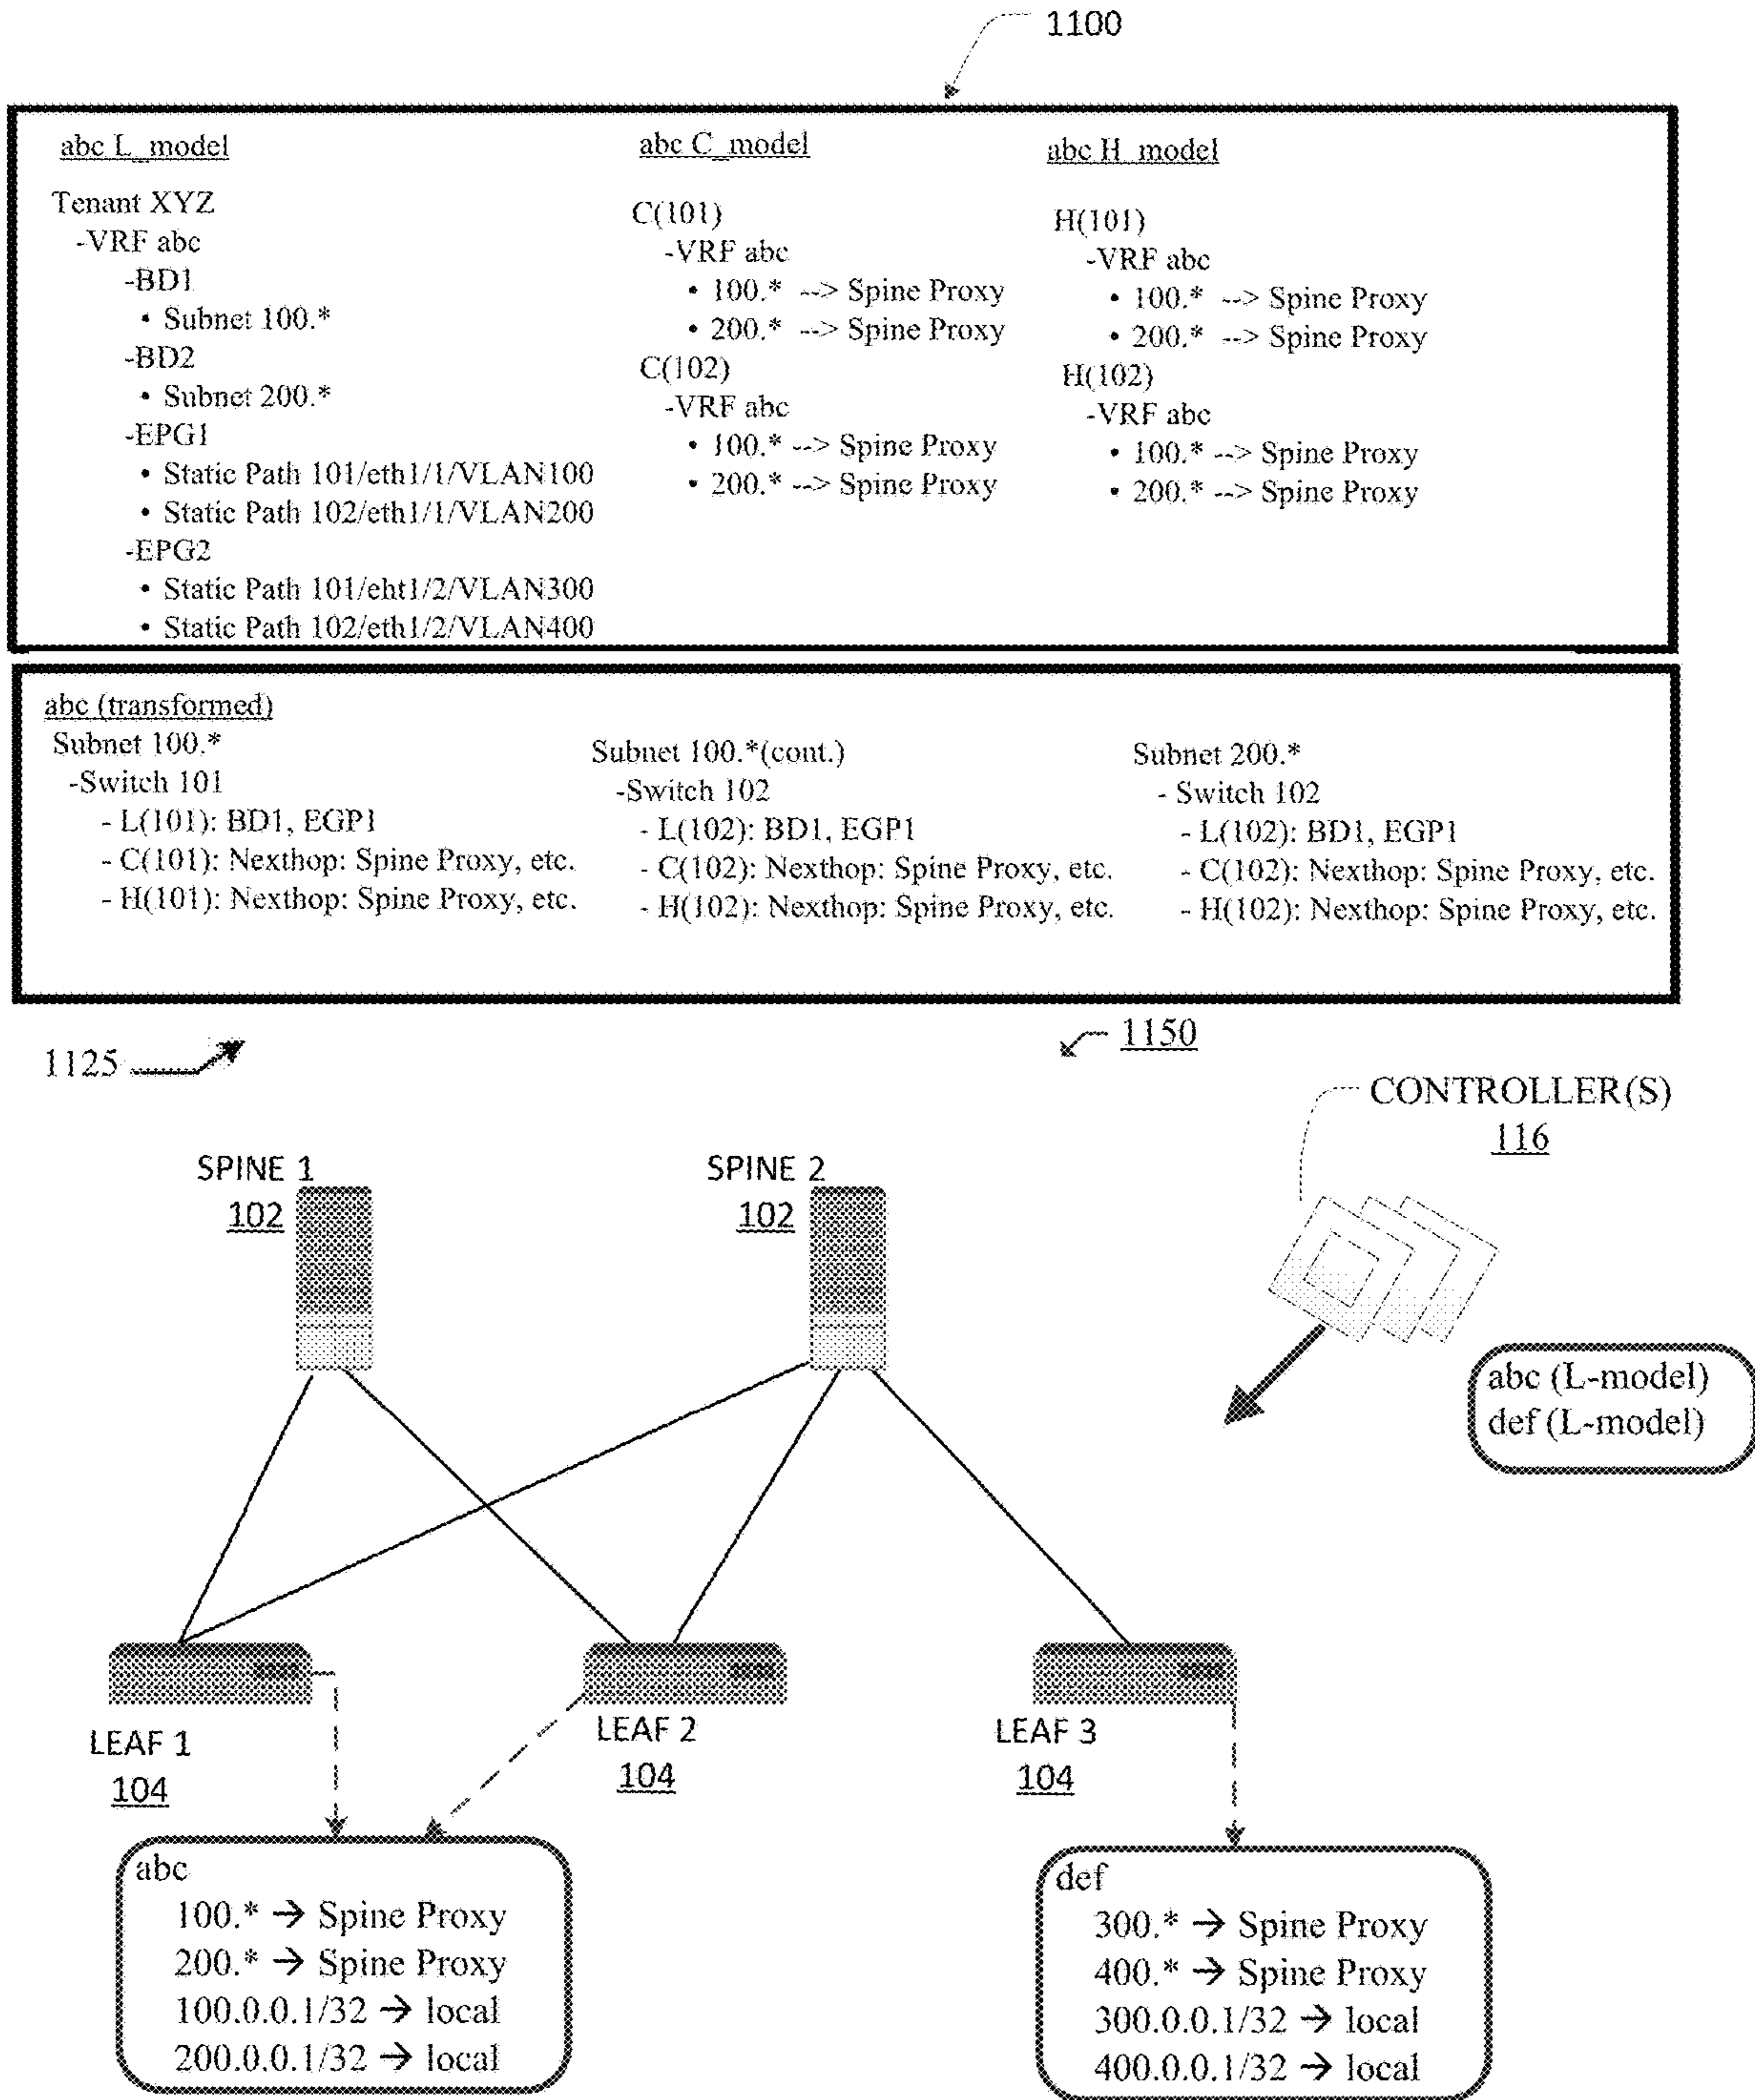 1100
abc L_model
Tenant XYZ
-VRF abc
-BD1
• Subnet 100.*
-BD2
• Subnet 200.*
-EPG1
• Static Path 101/eth1/1/VLAN100
• Static Path 102/eth1/1/VLAN200
-EPG2
• Static Path 101/eht1/2/VLAN300
• Static Path 102/eth1/2/VLAN400
abc C_model
C(101)
-VRF abc
• 100.* --> Spine Proxy
• 200.* --> Spine Proxy
C(102)
-VRF abc
• 100.* --> Spine Proxy
• 200.* --> Spine Proxy
abc H_model
H(101)
-VRF abc
• 100.* --> Spine Proxy
• 200.* --> Spine Proxy
H(102)
-VRF abc
• 100.* --> Spine Proxy
• 200.* --> Spine Proxy
abc (transformed)
Subnet 100.*
-Switch 101
- L(101): BD1, EGP1
- C(101): Nexthop: Spine Proxy, etc.
- H(101): Nexthop: Spine Proxy, etc.
Subnet 100.*(cont.)
-Switch 102
- L(102): BD1, EGP1
- C(102): Nexthop: Spine Proxy, etc.
- H(102): Nexthop: Spine Proxy, etc.
Subnet 200.*
- Switch 102
- L(102): BD1, EGP1
- C(102): Nexthop: Spine Proxy, etc.
- H(102): Nexthop: Spine Proxy, etc.
1125
1150
CONTROLLER(S)
116
SPINE 1
102
SPINE 2
102
abc (L-model)
def (L-model)
LEAF 1
104
LEAF 2
104
LEAF 3
104
abc
100.* → Spine Proxy
200.* → Spine Proxy
100.0.0.1/32 → local
200.0.0.1/32 → local
def
300.* → Spine Proxy
400.* → Spine Proxy
300.0.0.1/32 → local
400.0.0.1/32 → local